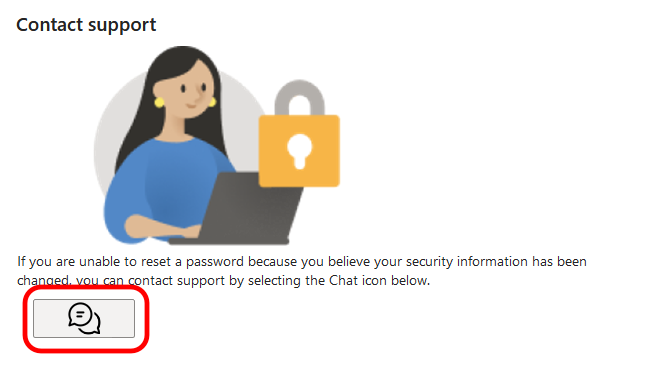 Contact support
If you are unable to reset a password because you believe your security information has been
changed, you can contact support by selecting the Chat icon below.